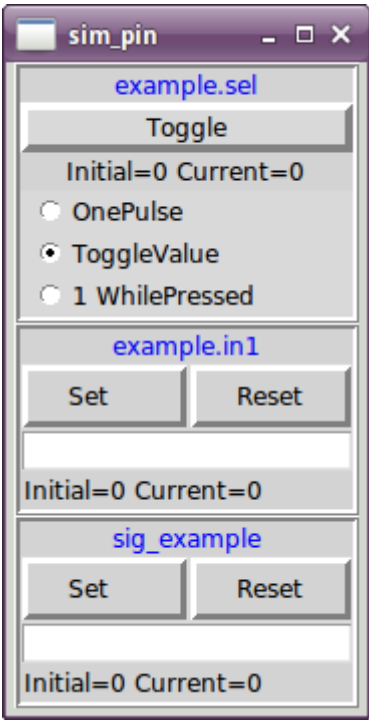 sim_pin
example.sel
Toggle
Initial=0 Current=0
OnePulse
ToggleValue
1 WhilePressed
example.in1
Set Reset
Initial=0 Current=0
sig_example
Set Reset
Initial=0 Current=0